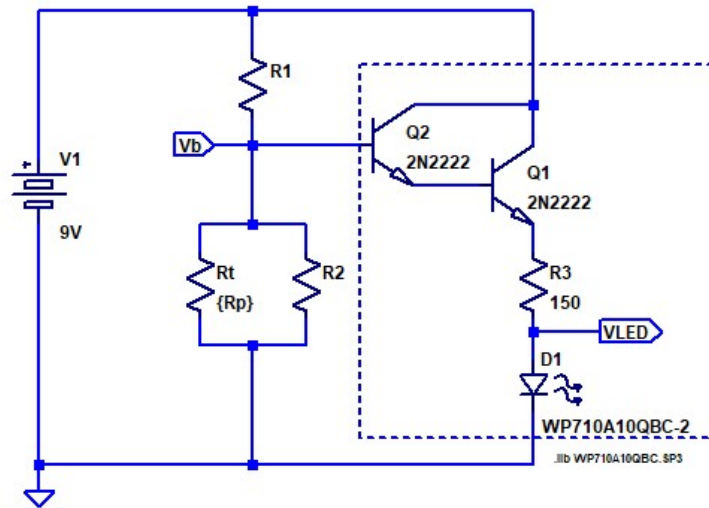 R1
Vb
Q2
2N2222
Q1
2N2222
+
V1
9V
Rt
{Rp}
R2
R3
150
VLED
D1
WP710A10QBC-2
.lib WP710A10QBC.SP3